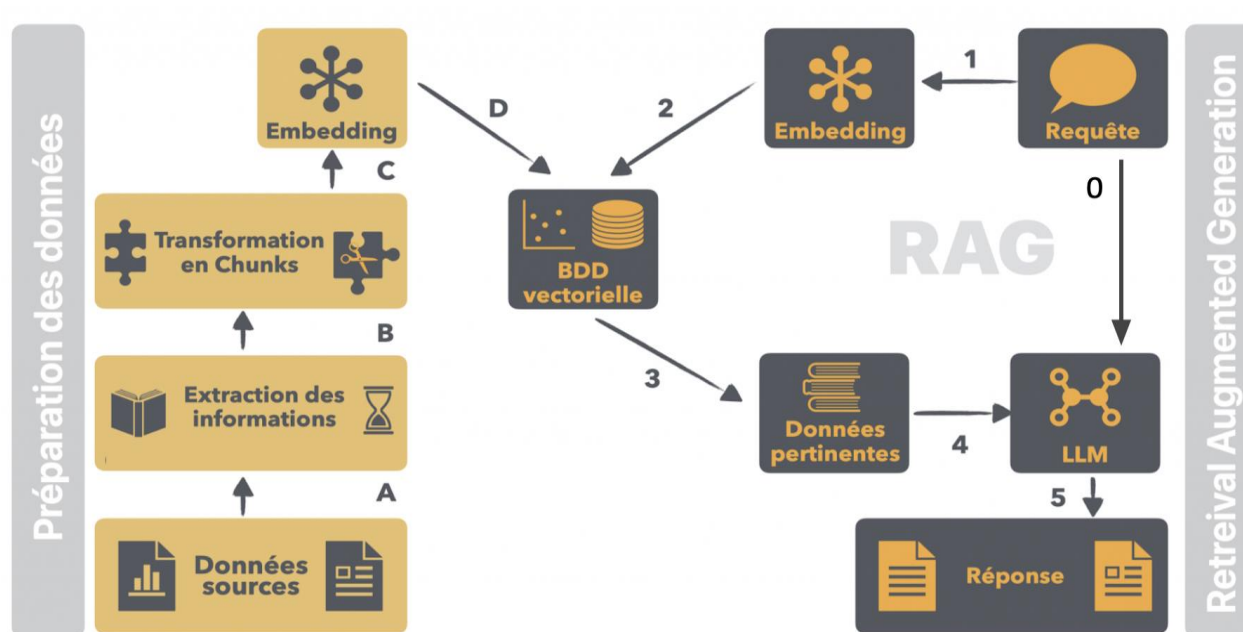 Préparation des données
Embedding
D
C
Transformation
en Chunks
B
Extraction des
informations
A
Données
sources
BDD
vectorielle
Embedding
1
Requête
2
0
RAG
3
Données
pertinentes
4
LLM
5
Réponse
Retreival Augmented Generation